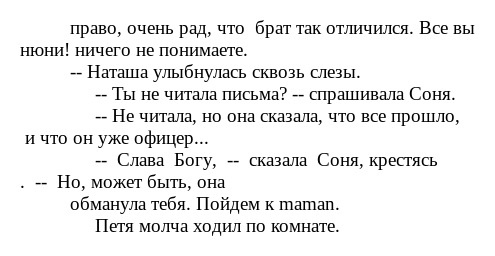 право, очень рад, что  брат так отличился. Все вы
нюни! ничего не понимаете.
-- Наташа улыбнулась сквозь слезы.
-- Ты не читала письма? -- спрашивала Соня.
-- Не читала, но она сказала, что все прошло,
и что он уже офицер...
--  Слава  Богу,  --  сказала  Соня, крестясь
.  --  Но, может быть, она
обманула тебя. Пойдем к maman.
Петя молча ходил по комнате.